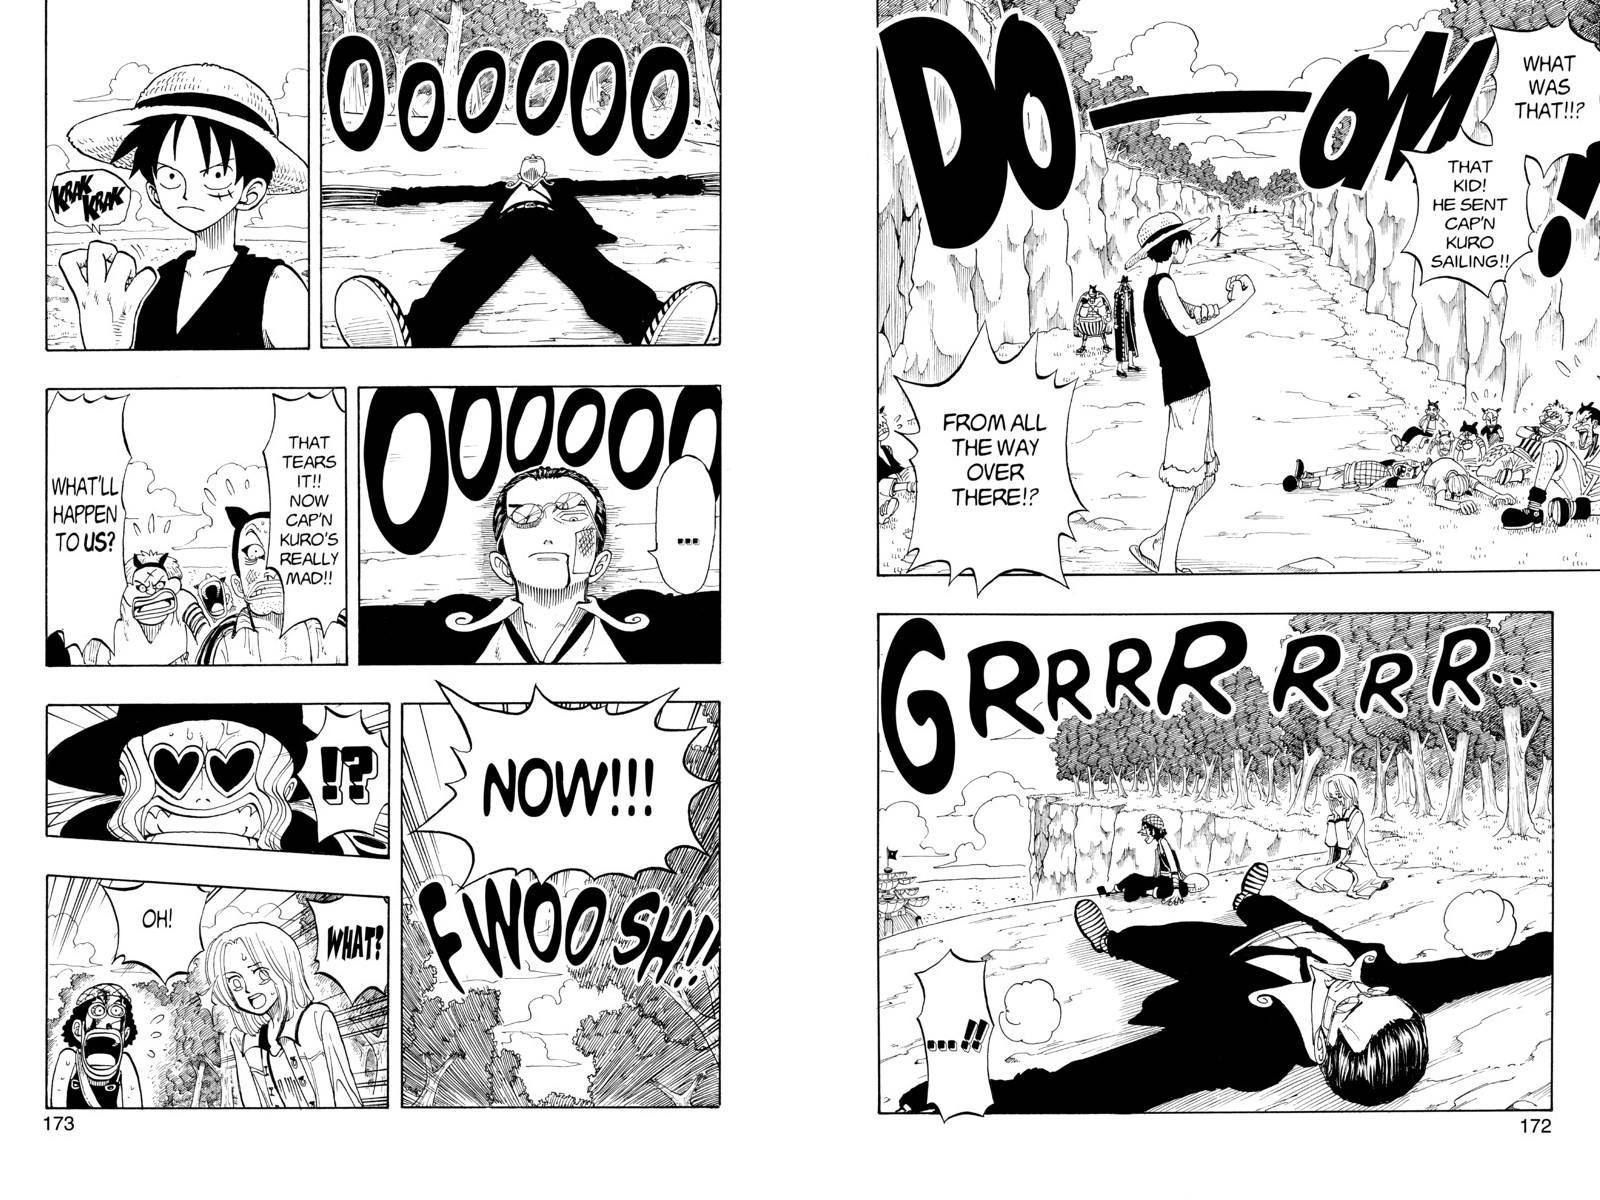 WHAT
WAS
THAT!!?
THAT
KID!
HE SENT
CAP'N
KURO
SAILING!!
DO—OM!
FROM ALL
THE WAY
OVER
THERE!?
GRRRRRRR...
...!!
172
OOOOOO
KRAK
KRAK
OOOOOO
...
THAT
TEARS
IT!!
NOW
CAP'N
KURO'S
REALLY
MAD!!
WHAT'LL
HAPPEN
TO US?
NOW!!!
FWOOSH!!
!?
WHAT?
OH!
173